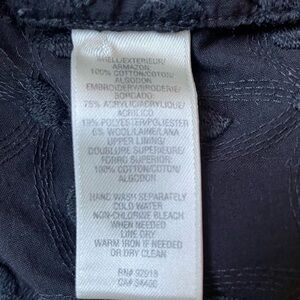 SHELL/EXTERIEUR/
ARMAZON:
100% COTTON/COTON/
ALGODON
EMBROIDERY/BRODERIE/
BORDADO:
75% ACRYLIC/ACRYLIQUE/
ACRILICO
19% POLYESTER/POLIESTER
6% WOOL/LAINE/LANA
UPPER LINING/
DOUBLURE SUPERIEURE/
FORRO SUPERIOR:
100% COTTON/COTON/
ALGODON
HAND WASH SEPARATELY
COLD WATER
NON-CHLORINE BLEACH
WHEN NEEDED
LINE DRY
WARM IRON IF NEEDED
OR DRY CLEAN
RN# 92913
CA# 34400